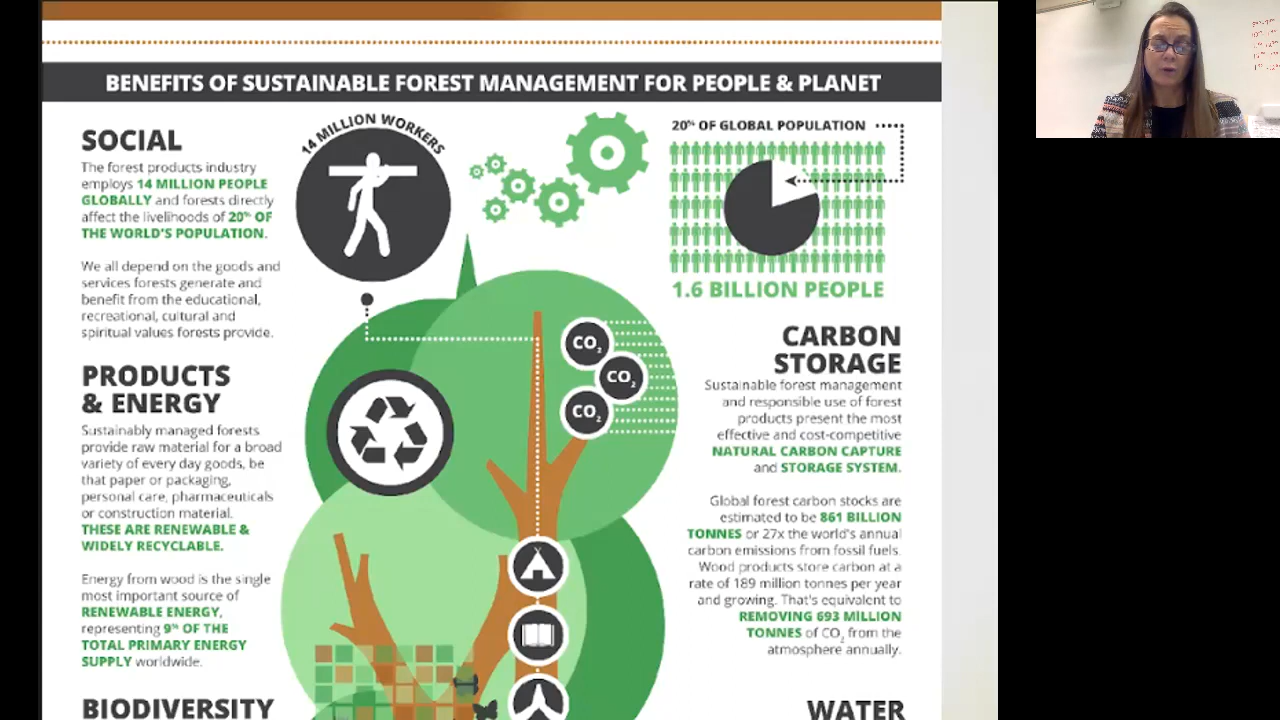 BENEFITS OF SUSTAINABLE FOREST MANAGEMENT FOR PEOPLE & PLANET
SOCIAL
The forest products industry
employs 14 MILLION PEOPLE
GLOBALLY and forests directly
affect the livelihoods of 20% OF
THE WORLD'S POPULATION.
We all depend on the goods and
services forests generate and
benefit from the educational,
recreational, cultural and
spiritual values forests provide.
14 MILLION WORKERS
20% OF GLOBAL POPULATION
1.6 BILLION PEOPLE
PRODUCTS
& ENERGY
Sustainably managed forests
provide raw material for a broad
variety of every day goods, be
that paper or packaging,
personal care, pharmaceuticals
or construction material.
THESE ARE RENEWABLE &
WIDELY RECYCLABLE.
Energy from wood is the single
most important source of
RENEWABLE ENERGY,
representing 9% OF THE
TOTAL PRIMARY ENERGY
SUPPLY worldwide.
CO₂
CO₂
CO₂
CARBON
STORAGE
Sustainable forest management
and responsible use of forest
products present the most
effective and cost-competitive
NATURAL CARBON CAPTURE
and STORAGE SYSTEM.
Global forest carbon stocks are
estimated to be 861 BILLION
TONNES or 27x the world's annual
carbon emissions from fossil fuels.
Wood products store carbon at a
rate of 189 million tonnes per year
and growing. That's equivalent to
REMOVING 693 MILLION
TONNES of CO₂ from the
atmosphere annually.
BIODIVERSITY
WATER